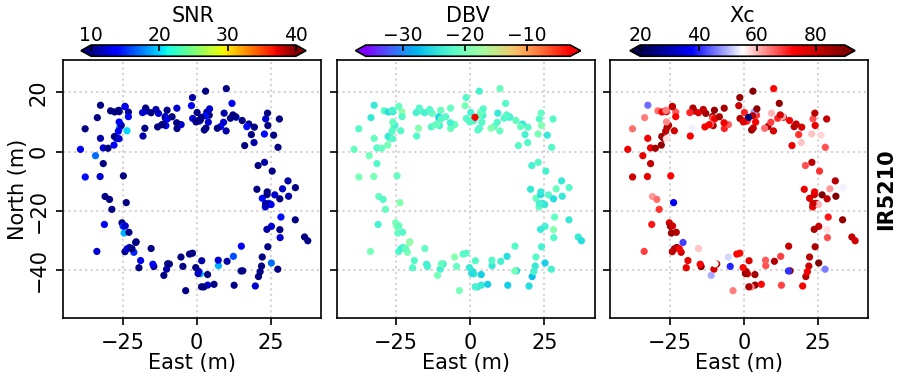 SNR DBV Xc
10 20 30 40 −30 −20 −10 20 40 60 80
20
0
−20
−40
North (m)
IR5210
−25 0 25 −25 0 25 −25 0 25
East (m) East (m) East (m)